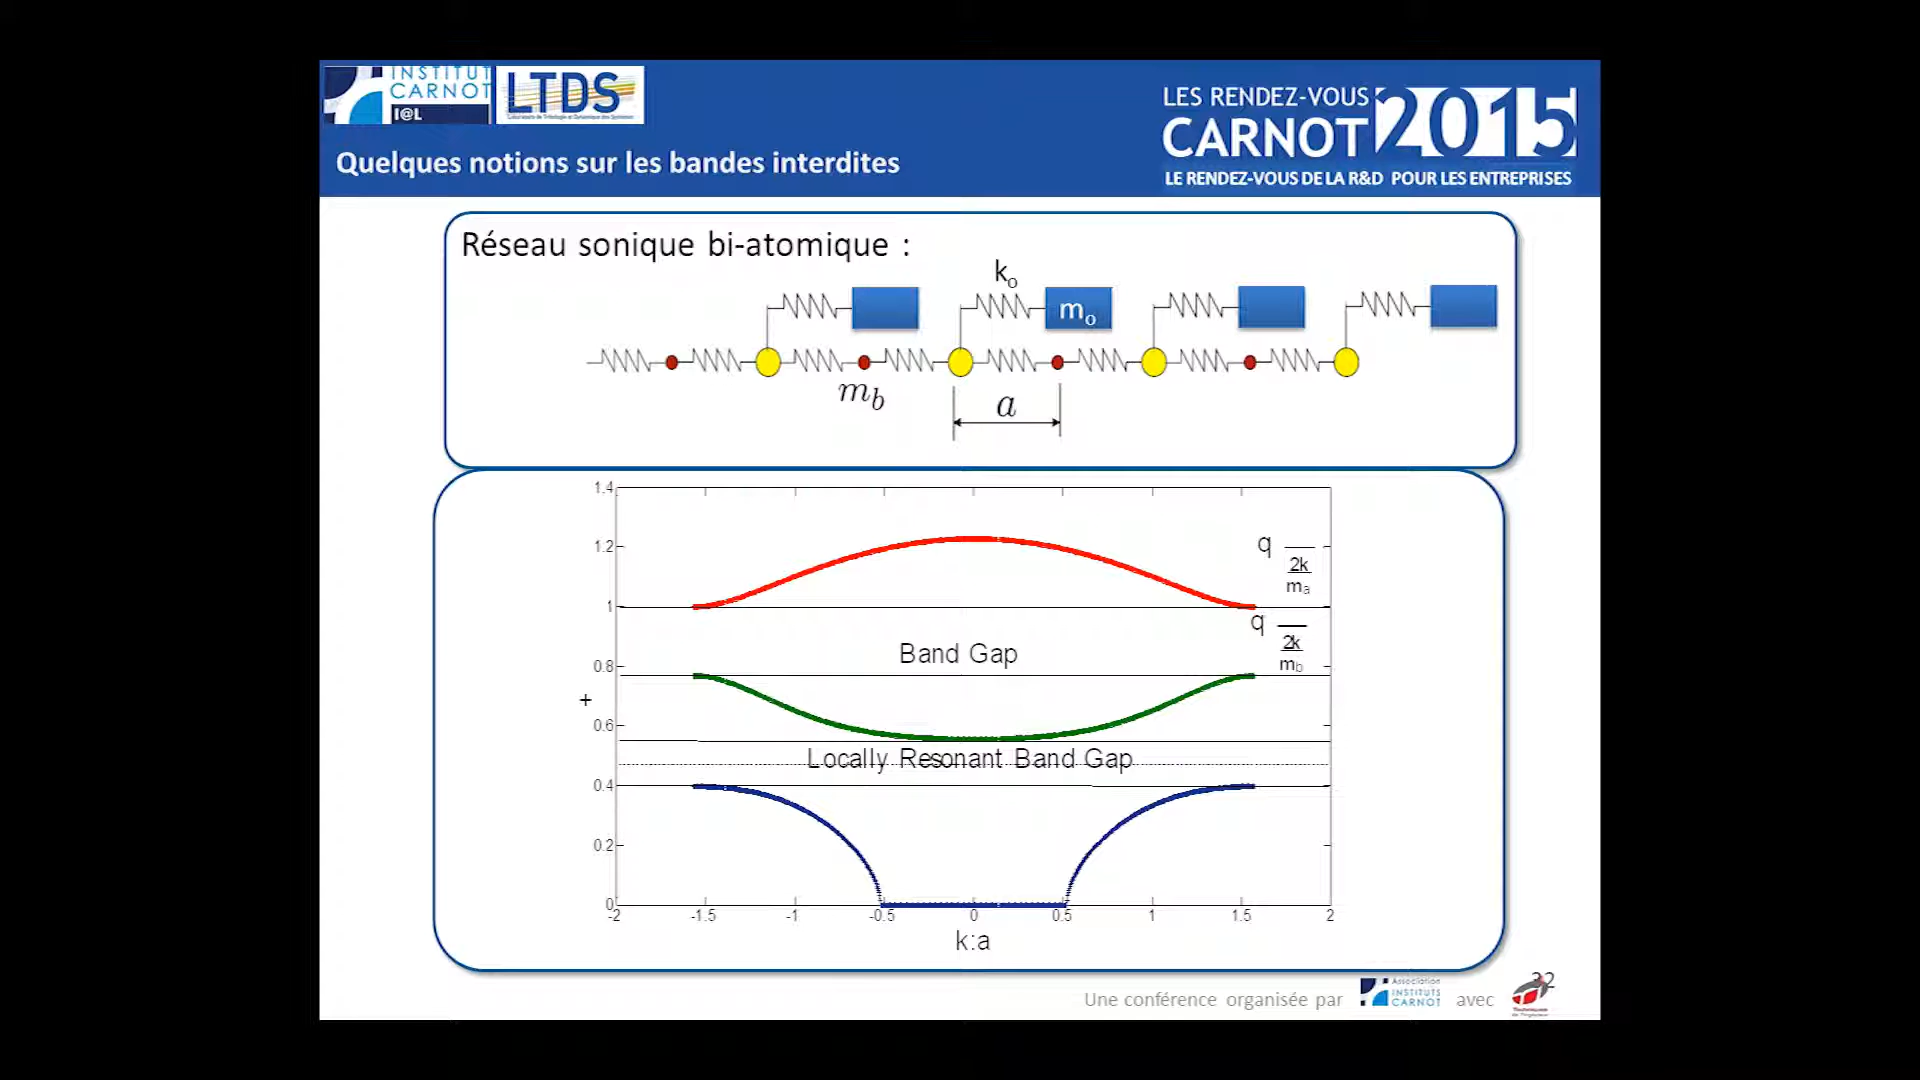 INSTITUT
CARNOT
I@L
LTDS
LES RENDEZ-VOUS
CARNOT 2015
LE RENDEZ-VOUS DE LA R&D POUR LES ENTREPRISES
Quelques notions sur les bandes interdites
Réseau sonique bi-atomique :
k₀
m₀
m_b
a
1.4
1.2
1
0.8
0.6
0.4
0.2
0
+
q 2k
mₐ
q 2k
m_b
Band Gap
Locally Resonant Band Gap
-2 -1.5 -1 -0.5 0 0.5 1 1.5 2
k:a
32
Une conférence organisée par
Association
INSTITUTS
CARNOT
avec